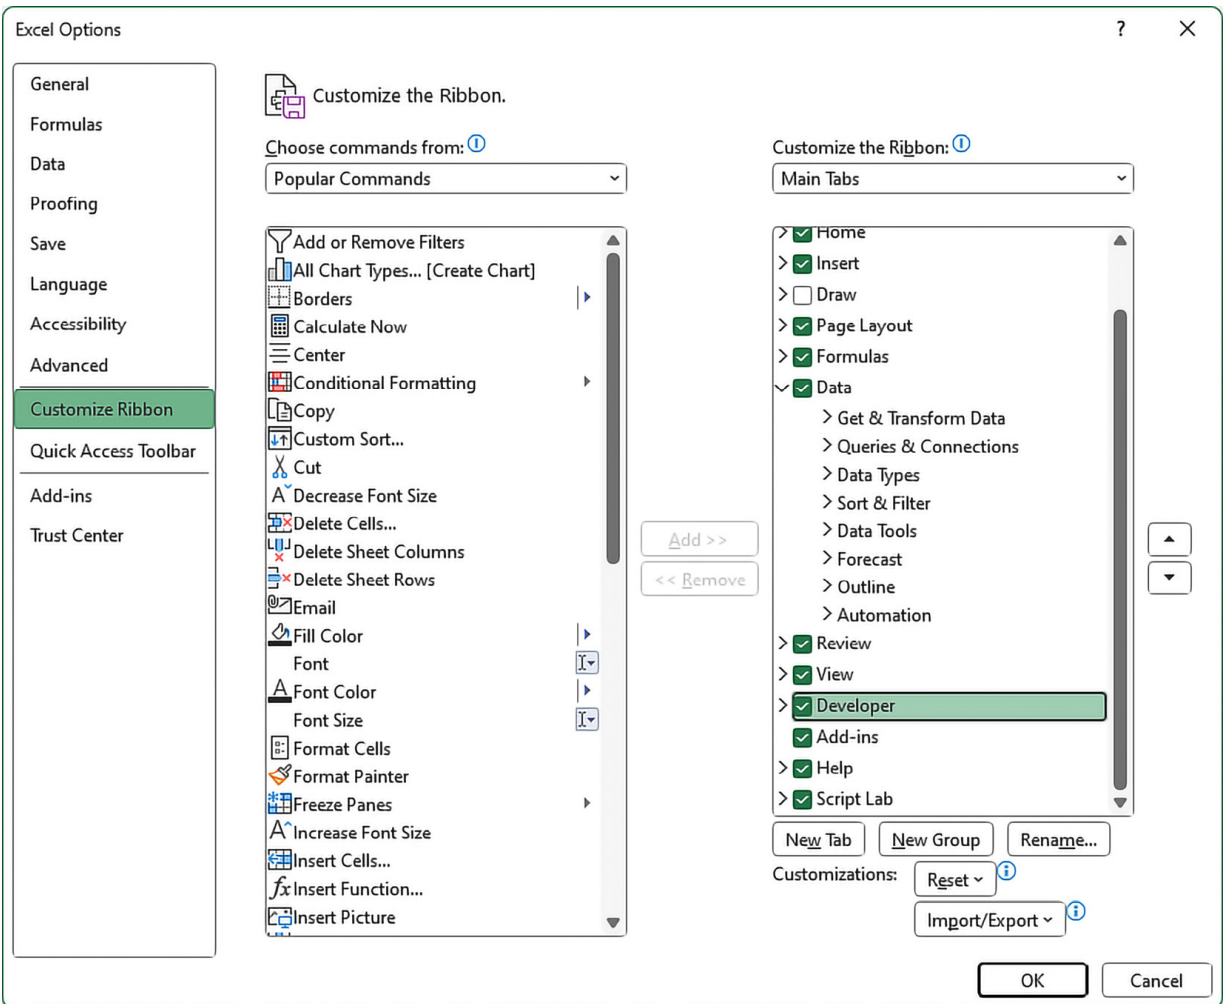 Excel Options
?
General
Formulas
Data
Proofing
Save
Language
Accessibility
Advanced
Customize Ribbon
Quick Access Toolbar
Add-ins
Trust Center
Customize the Ribbon.
Choose commands from:
Popular Commands
Add or Remove Filters
All Chart Types... [Create Chart]
Borders
Calculate Now
Center
Conditional Formatting
Copy
Custom Sort...
Cut
Decrease Font Size
Delete Cells...
Delete Sheet Columns
Delete Sheet Rows
Email
Fill Color
Font
Font Color
Font Size
Format Cells
Format Painter
Freeze Panes
Increase Font Size
Insert Cells...
Insert Function...
Insert Picture
Add >>
<< Remove
Customize the Ribbon:
Main Tabs
Home
Insert
Draw
Page Layout
Formulas
Data
Get & Transform Data
Queries & Connections
Data Types
Sort & Filter
Data Tools
Forecast
Outline
Automation
Review
View
Developer
Add-ins
Help
Script Lab
New Tab
New Group
Rename...
Customizations:
Reset
Import/Export
OK
Cancel